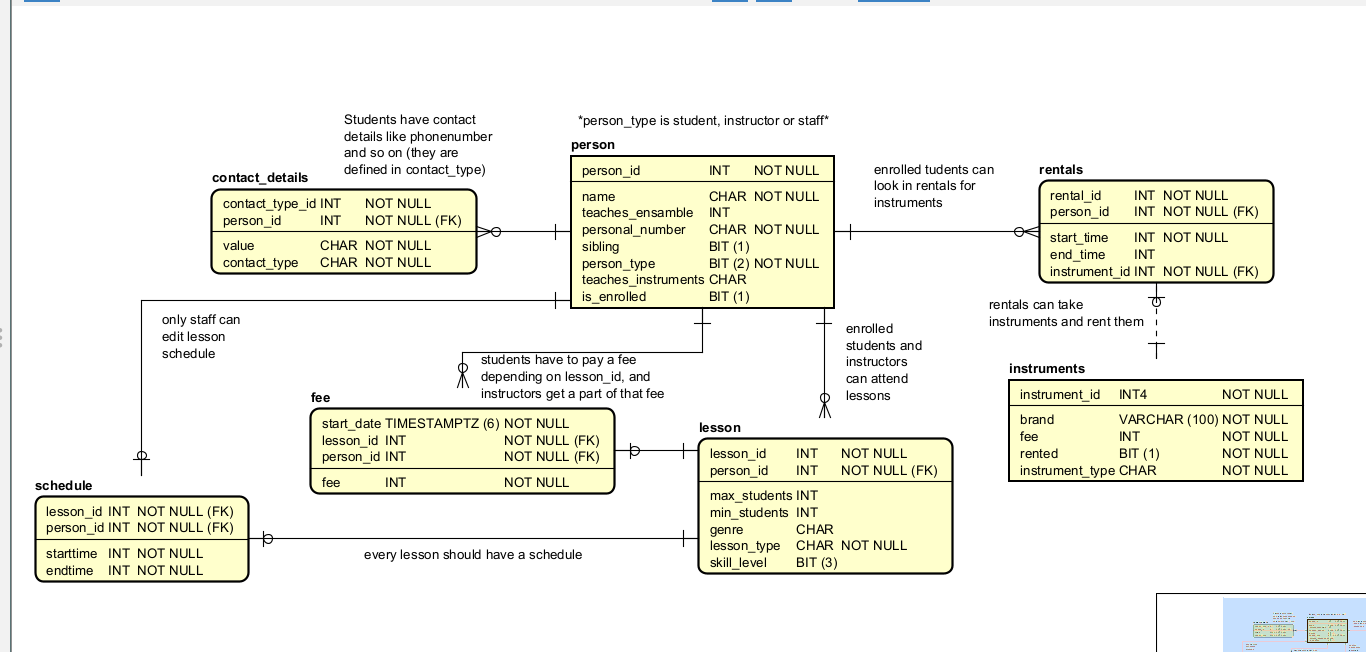 Students have contact
details like phonenumber
and so on (they are
defined in contact_type)
*person_type is student, instructor or staff*
person
person_id INT NOT NULL
name CHAR NOT NULL
teaches_ensamble INT
personal_number CHAR NOT NULL
sibling BIT (1)
person_type BIT (2) NOT NULL
teaches_instruments CHAR
is_enrolled BIT (1)
contact_details
contact_type_id INT NOT NULL
person_id INT NOT NULL (FK)
value CHAR NOT NULL
contact_type CHAR NOT NULL
enrolled tudents can
look in rentals for
instruments
rentals
rental_id INT NOT NULL
person_id INT NOT NULL (FK)
start_time INT NOT NULL
end_time INT
instrument_id INT NOT NULL (FK)
rentals can take
instruments and rent them
only staff can
edit lesson
schedule
students have to pay a fee
depending on lesson_id, and
instructors get a part of that fee
enrolled
students and
instructors
can attend
lessons
instruments
instrument_id INT4 NOT NULL
brand VARCHAR (100) NOT NULL
fee INT NOT NULL
rented BIT (1) NOT NULL
instrument_type CHAR NOT NULL
fee
start_date TIMESTAMPTZ (6) NOT NULL
lesson_id INT NOT NULL (FK)
person_id INT NOT NULL (FK)
fee INT NOT NULL
lesson
lesson_id INT NOT NULL
person_id INT NOT NULL (FK)
max_students INT
min_students INT
genre CHAR
lesson_type CHAR NOT NULL
skill_level BIT (3)
schedule
lesson_id INT NOT NULL (FK)
person_id INT NOT NULL (FK)
starttime INT NOT NULL
endtime INT NOT NULL
every lesson should have a schedule